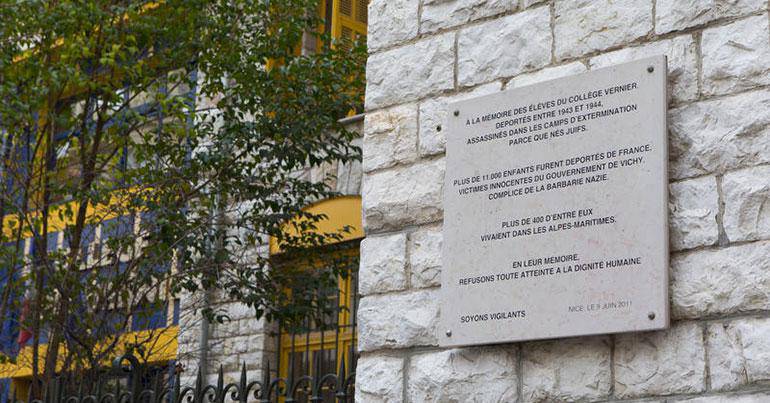 À LA MÉMOIRE DES ÉLÈVES DU COLLÈGE VERNIER
DÉPORTÉS ENTRE 1943 ET 1944,
ASSASSINÉS DANS LES CAMPS D'EXTERMINATION
PARCE QUE NÉS JUIFS.
PLUS DE 11.000 ENFANTS FURENT DÉPORTÉS DE FRANCE.
VICTIMES INNOCENTES DU GOUVERNEMENT DE VICHY.
COMPLICE DE LA BARBARIE NAZIE.
PLUS DE 400 D'ENTRE EUX
VIVAIENT DANS LES ALPES-MARITIMES.
EN LEUR MEMOIRE,
REFUSONS TOUTE ATTEINTE A LA DIGNITÉ HUMAINE
SOYONS VIGILANTS
NICE: LE 9 JUIN 2011